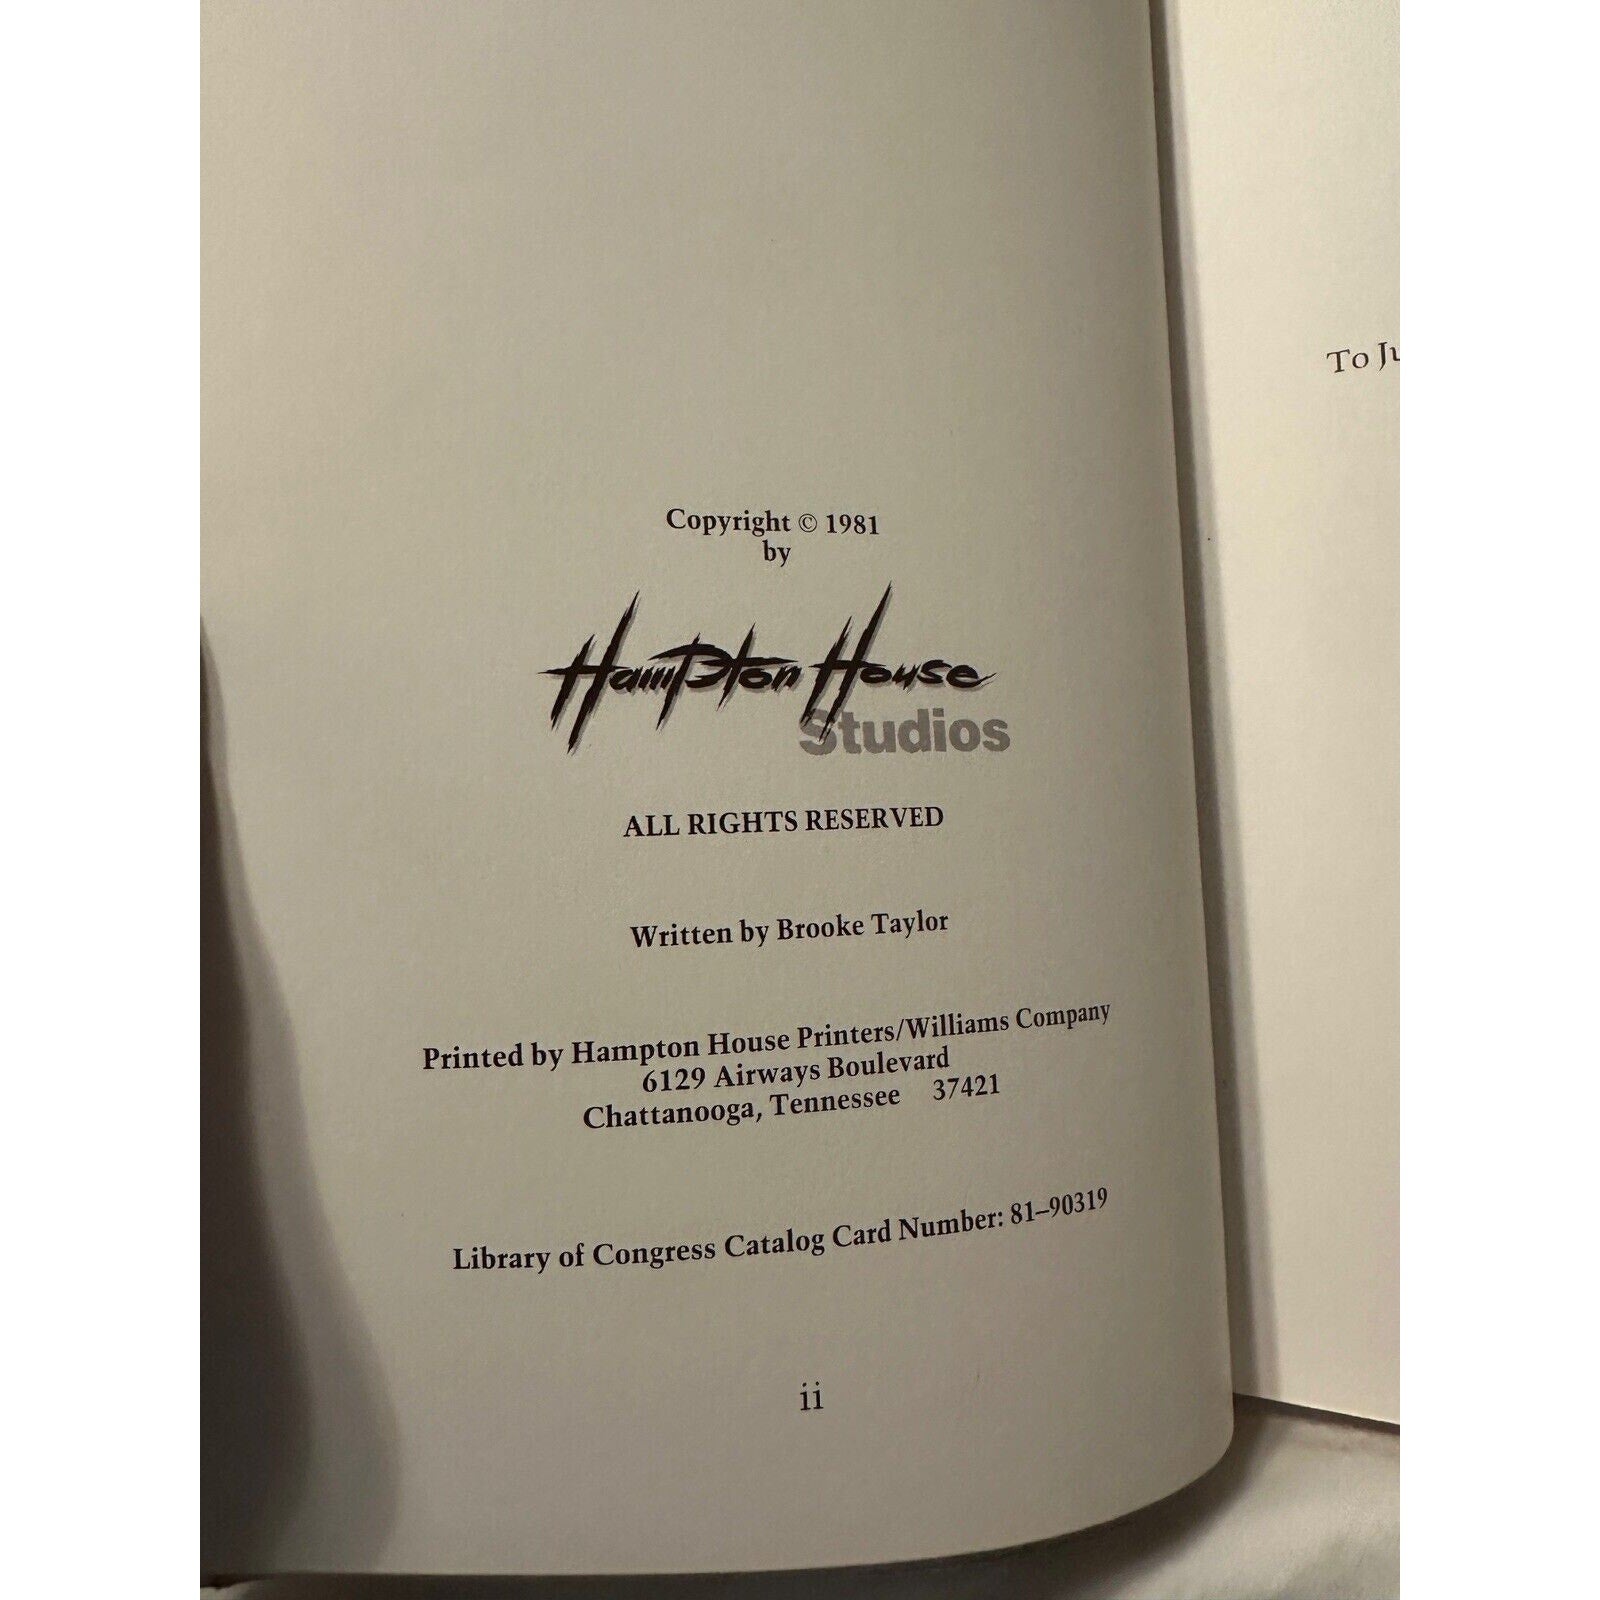 Copyright © 1981
by
Hampton House
Studios
ALL RIGHTS RESERVED
Written by Brooke Taylor
Printed by Hampton House Printers/Williams Company
6129 Airways Boulevard
Chattanooga, Tennessee 37421
Library of Congress Catalog Card Number: 81–90319
ii
To